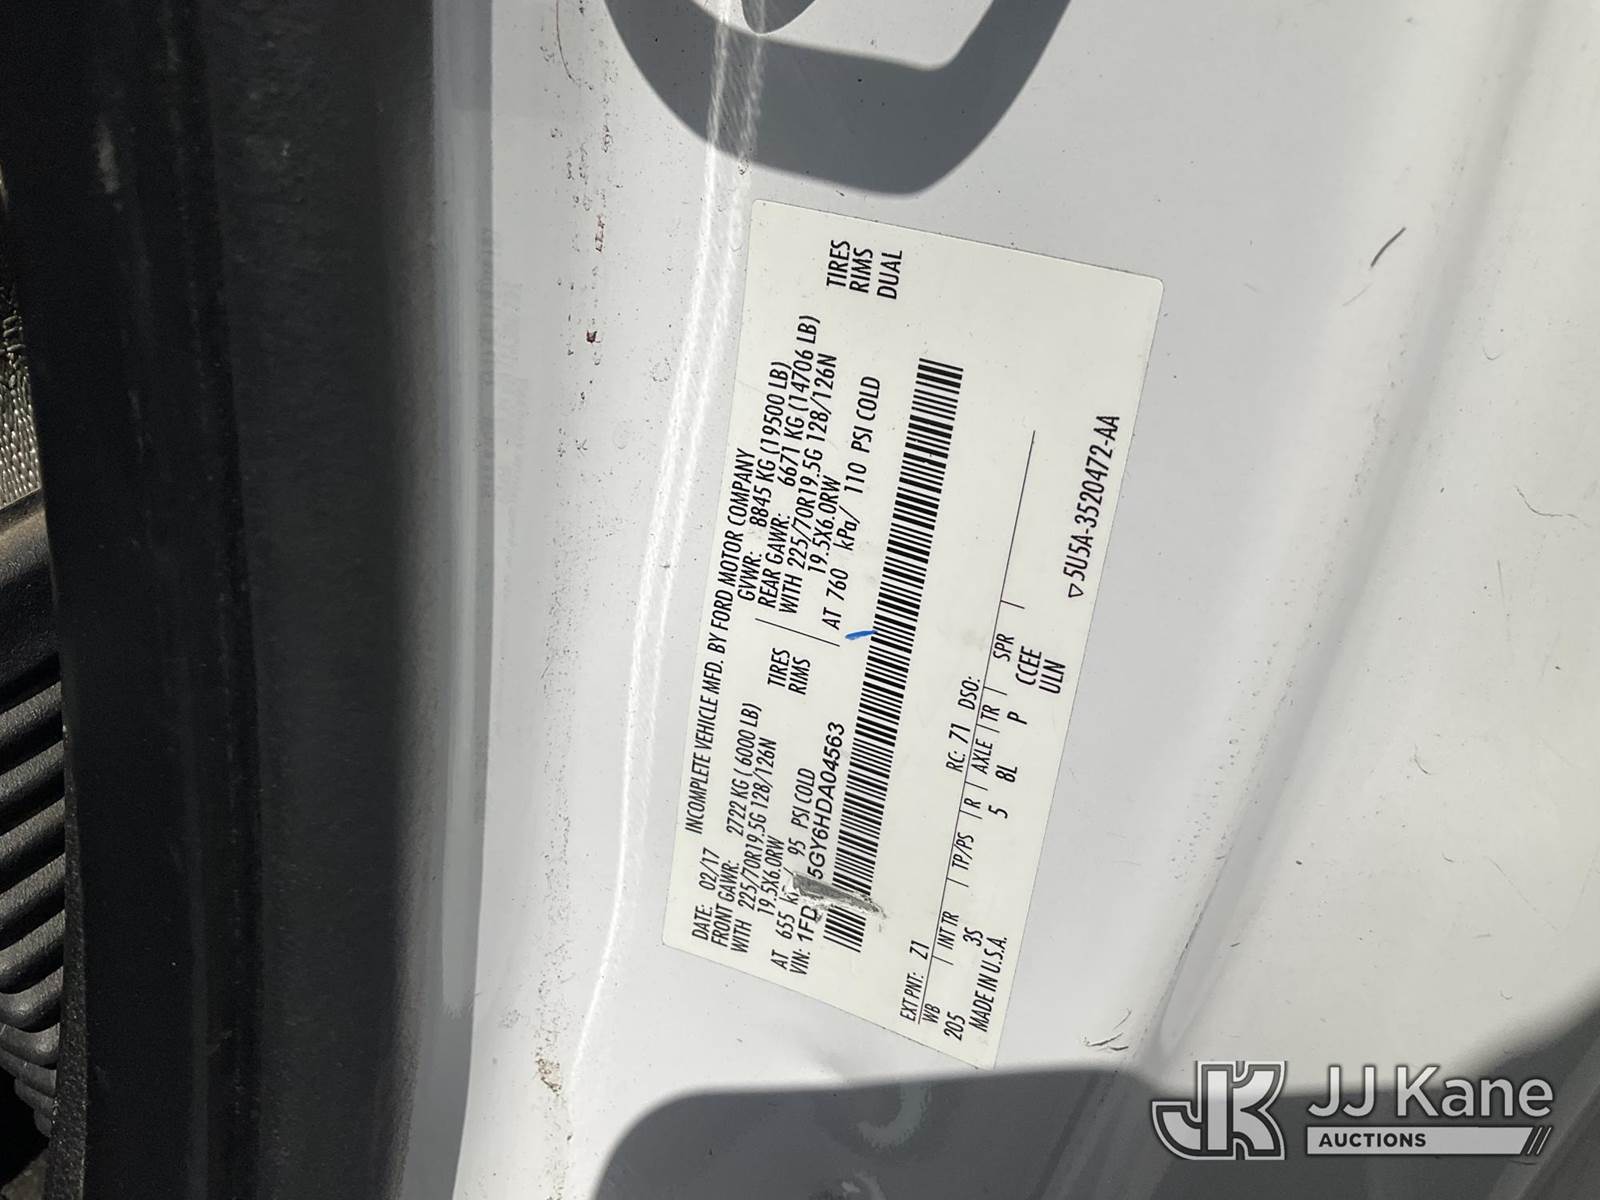 DATE: 02/17 INCOMPLETE VEHICLE MFD. BY FORD MOTOR COMPANY
GVWR: 8845 KG (19500 LB)
FRONT GAWR: 2722 KG ( 6000 LB) REAR GAWR: 6671 KG (14706 LB)
WITH 225/70R19.5G 128/126N TIRES WITH 225/70R19.5G 128/126N TIRES
19.5X6.0RW RIMS 19.5X6.0RW RIMS
AT 655 / 95 PSI COLD AT 760 kPa/ 110 PSI COLD DUAL
VIN: 1FD 5GY6HDA04563
EXT PNT: Z1 RC: 71 DSO:
WB INT TR TP/PS R AXLE TR SPR
205 3S 5 8L P CCEE
MADE IN U.S.A. ULN
▽ 5U5A-3520472-AA
JK JJ Kane
AUCTIONS